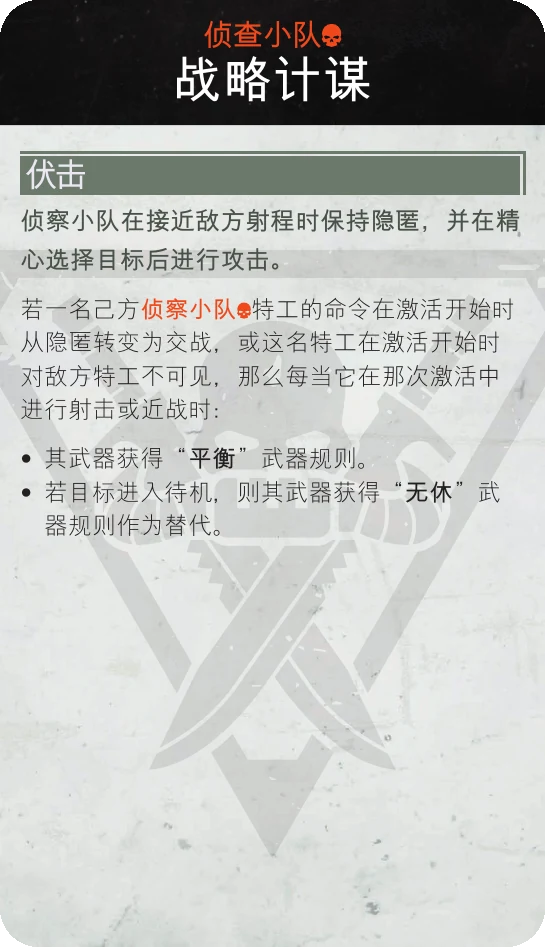 侦查小队
战略计谋
伏击
侦察小队在接近敌方射程时保持隐匿，并在精
心选择目标后进行攻击。
若一名己方侦察小队特工的命令在激活开始时
从隐匿转变为交战，或这名特工在激活开始时
对敌方特工不可见，那么每当它在那次激活中
进行射击或近战时：
• 其武器获得“平衡”武器规则。
• 若目标进入待机，则其武器获得“无休”武
器规则作为替代。